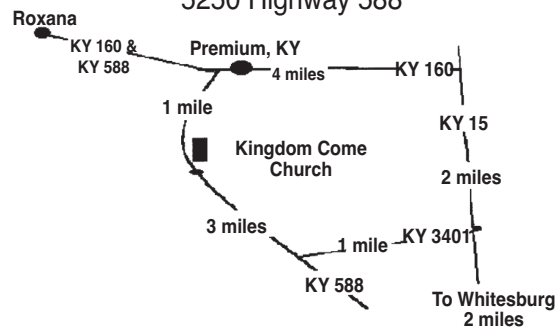 5250 Highway 588
Roxana
KY 160 &
KY 588
Premium, KY
4 miles
KY 160
1 mile
KY 15
Kingdom Come
Church
2 miles
3 miles
1 mile
KY 3401
KY 588
To Whitesburg
2 miles